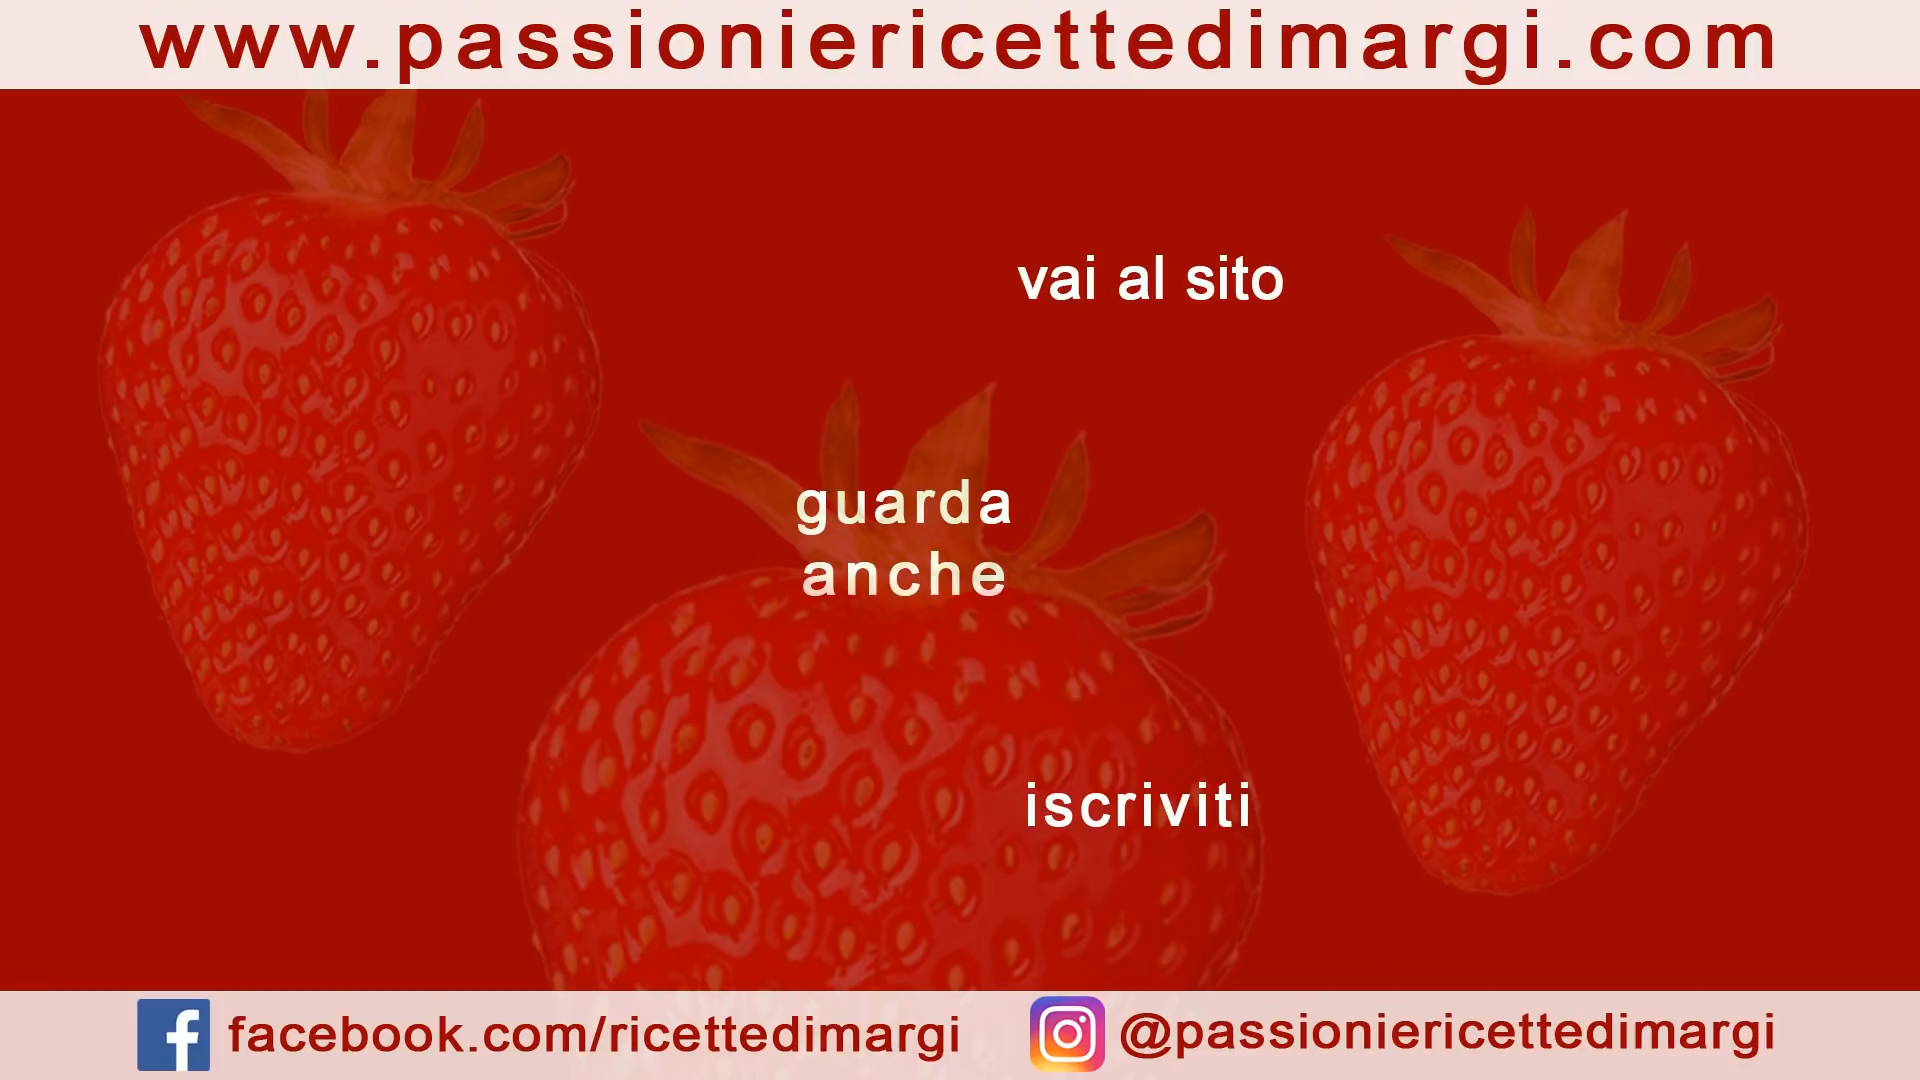 www.passioniericettedimargi.com
vai al sito
guarda
anche
iscriviti
facebook.com/ricettedimargi
@passioniericettedimargi